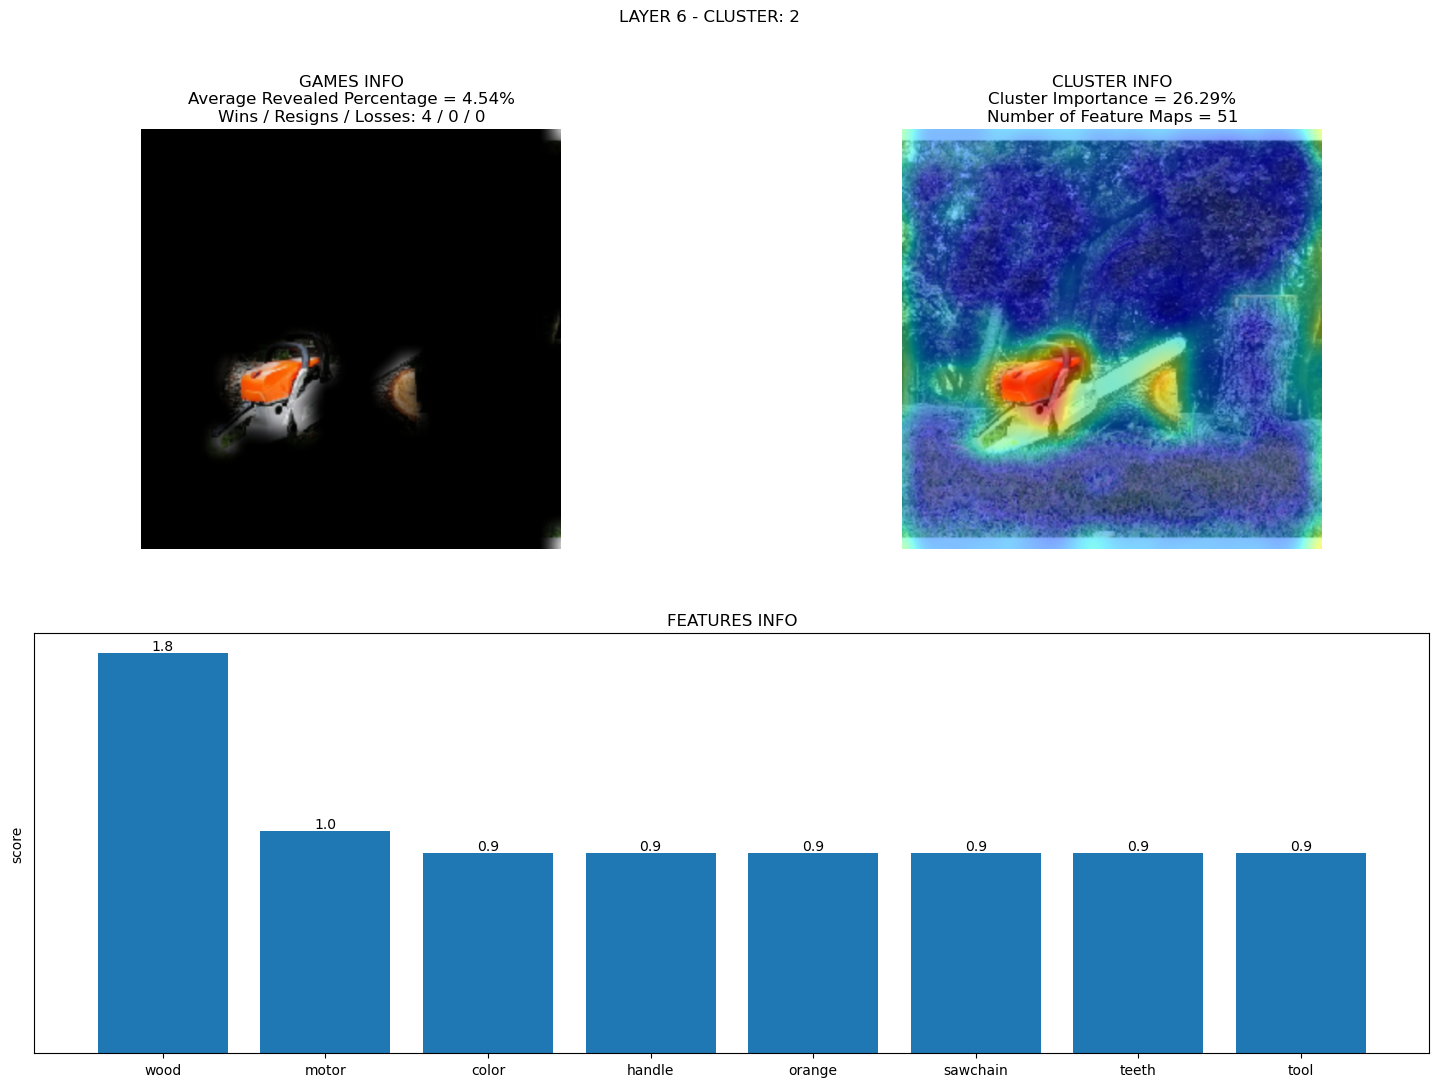 LAYER 6 - CLUSTER: 2
GAMES INFO
Average Revealed Percentage = 4.54%
Wins / Resigns / Losses: 4 / 0 / 0
CLUSTER INFO
Cluster Importance = 26.29%
Number of Feature Maps = 51
FEATURES INFO
score
1.8
1.0
0.9
0.9
0.9
0.9
0.9
0.9
wood motor color handle orange sawchain teeth tool